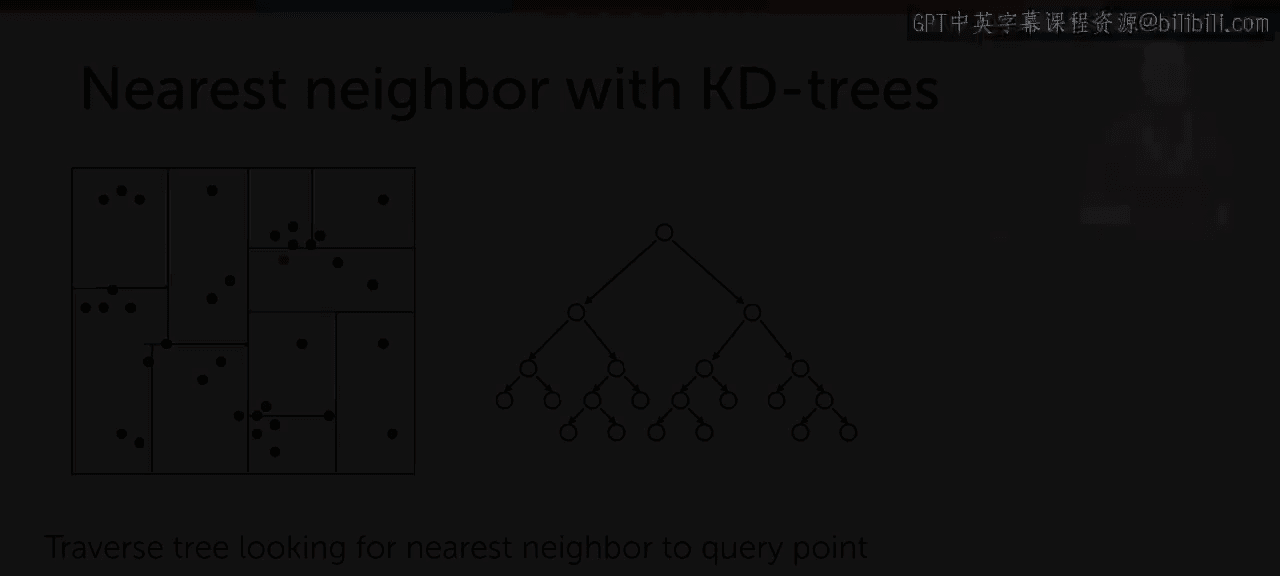 GPT中英字幕课程资源@bilibili.com
Nearest neighbor with KD-trees
Traverse tree looking for nearest neighbor to query point